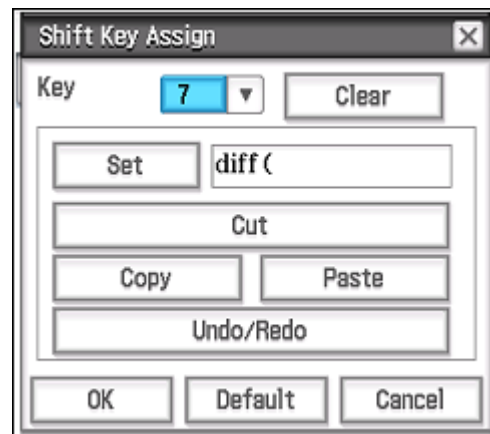 Shift Key Assign
Key 7 Clear
Set diff(
Cut
Copy Paste
Undo/Redo
OK Default Cancel